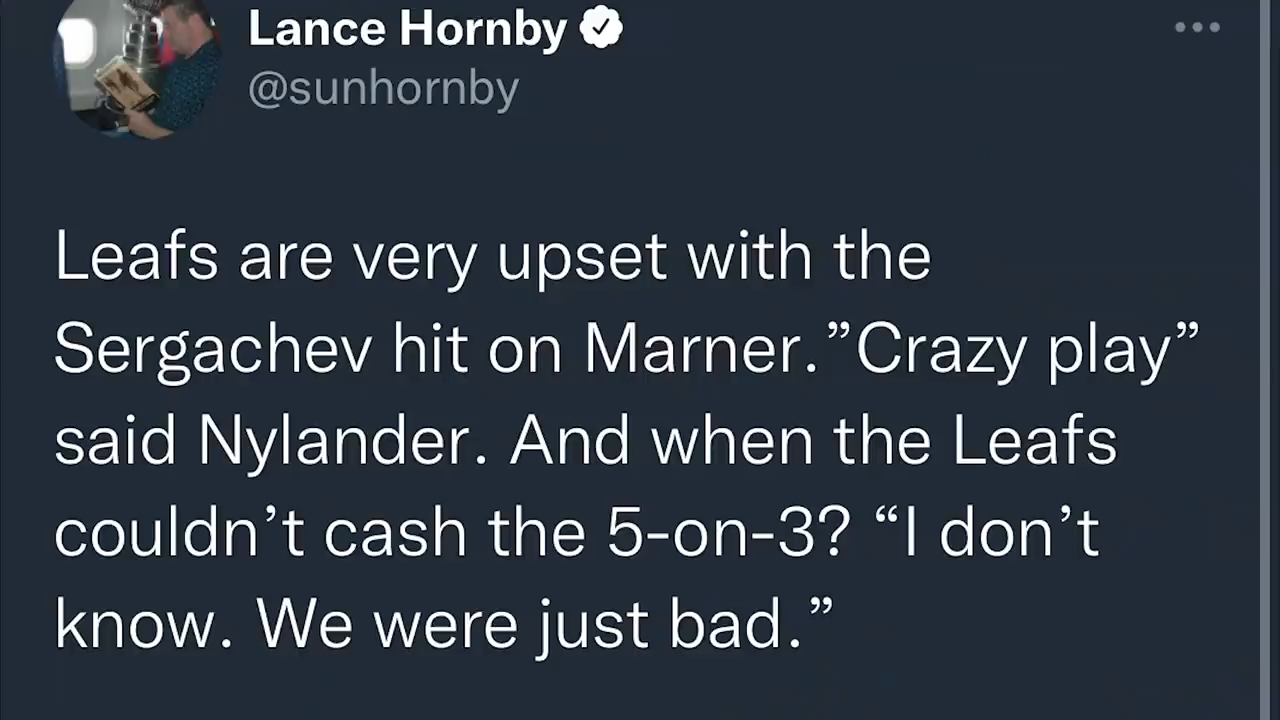 Lance Hornby
@sunhornby
Leafs are very upset with the
Sergachev hit on Marner.”Crazy play”
said Nylander. And when the Leafs
couldn’t cash the 5-on-3? “I don’t
know. We were just bad.”